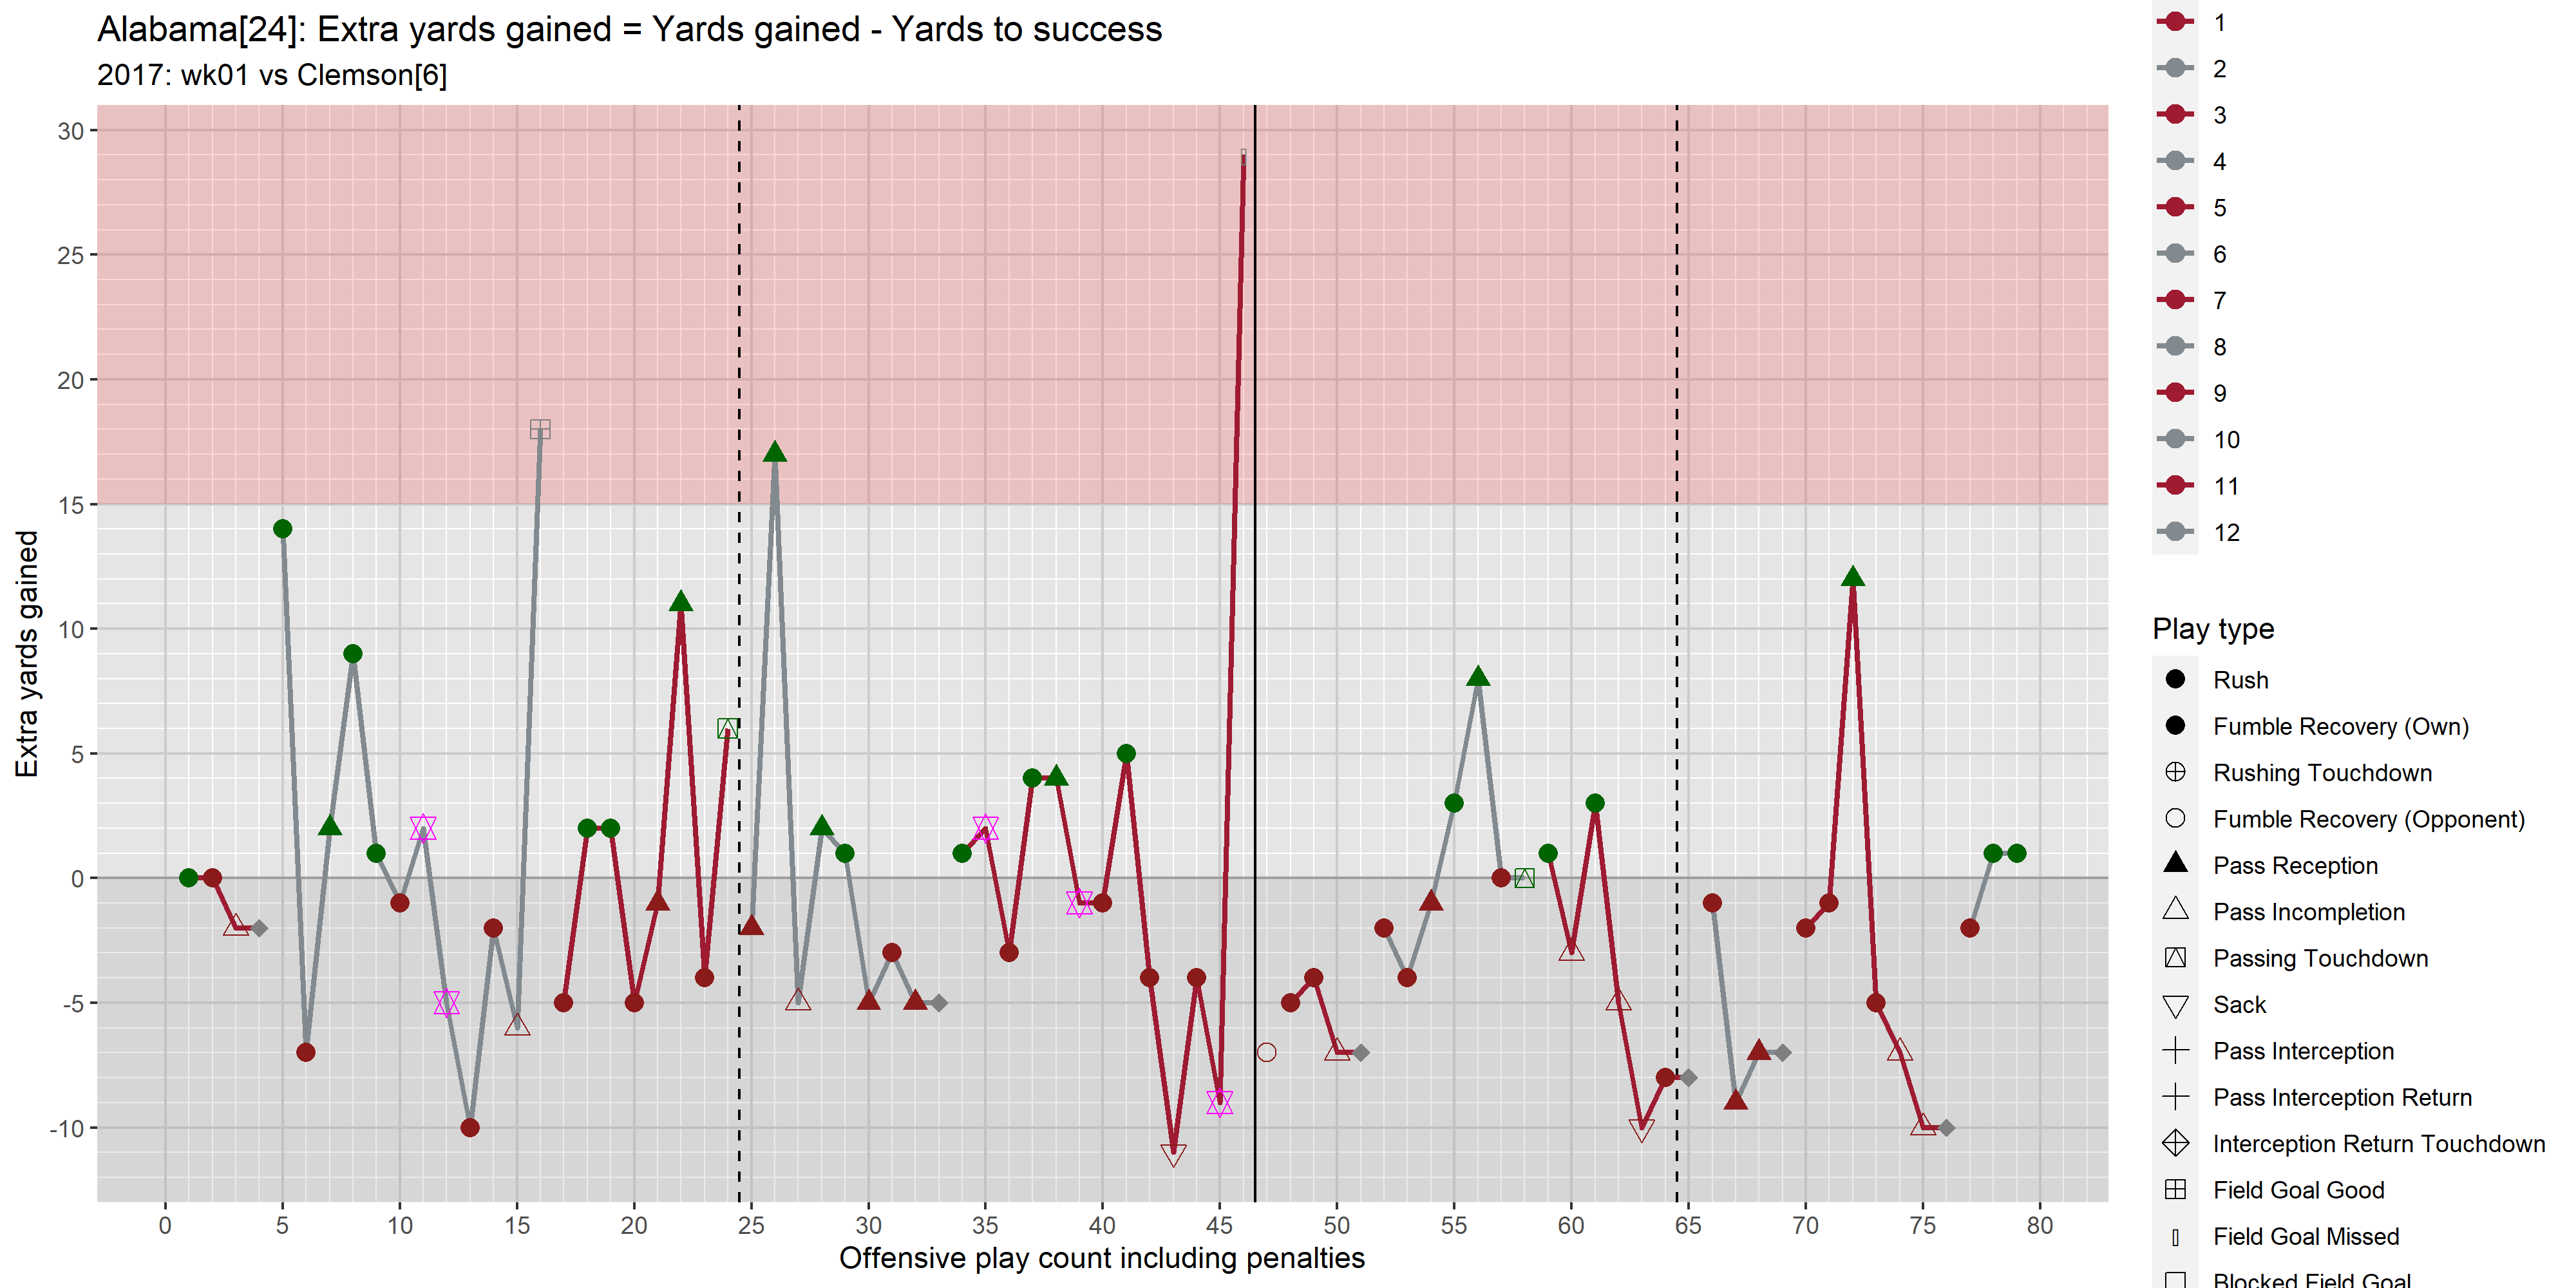 Alabama[24]: Extra yards gained = Yards gained - Yards to success
2017: wk01 vs Clemson[6]
Extra yards gained
30
25
20
15
10
5
0
-5
-10
0 5 10 15 20 25 30 35 40 45 50 55 60 65 70 75 80
Offensive play count including penalties
1
2
3
4
5
6
7
8
9
10
11
12
Play type
Rush
Fumble Recovery (Own)
Rushing Touchdown
Fumble Recovery (Opponent)
Pass Reception
Pass Incompletion
Passing Touchdown
Sack
Pass Interception
Pass Interception Return
Interception Return Touchdown
Field Goal Good
Field Goal Missed
Blocked Field Goal